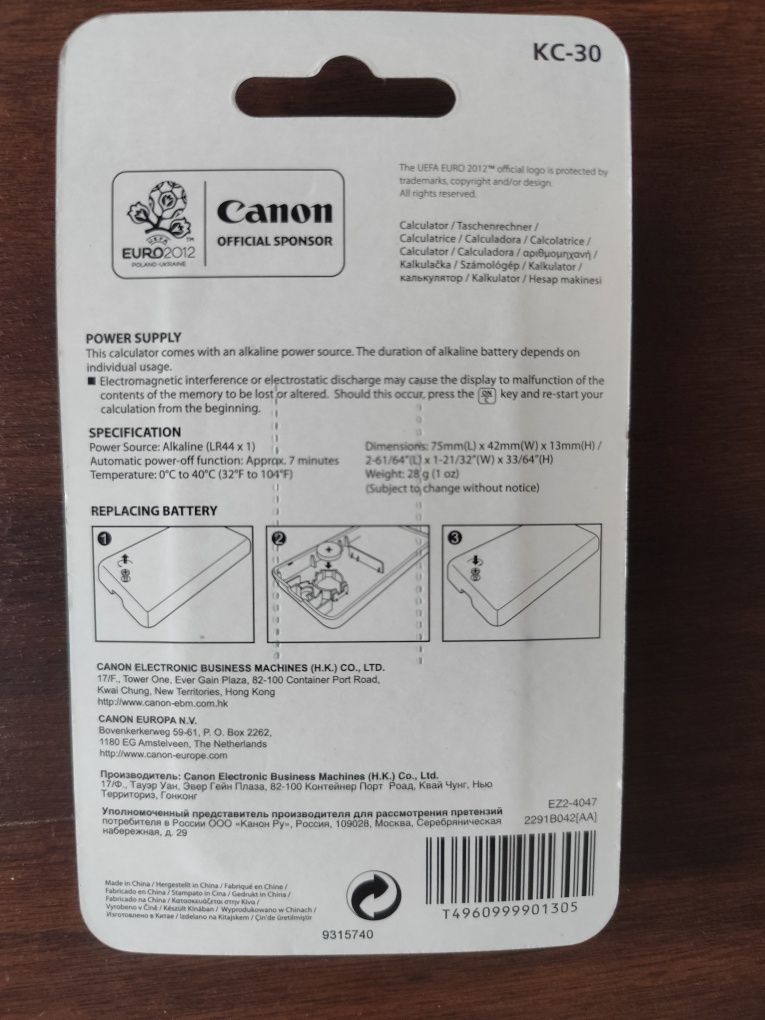 KC-30
UEFA
EURO2012™
POLAND-UKRAINE
Canon
OFFICIAL SPONSOR
The UEFA EURO 2012™ official logo is protected by
trademarks, copyright and/or design.
All rights reserved.
Calculator / Taschenrechner /
Calculatrice / Calculadora / Calcolatrice /
Calculator / Calculadora / αριθμομηχανή /
Kalkulačka / Számológép / Kalkulator /
калькулятор / Kalkulator / Hesap makinesi
POWER SUPPLY
This calculator comes with an alkaline power source. The duration of alkaline battery depends on
individual usage.
■ Electromagnetic interference or electrostatic discharge may cause the display to malfunction of the
contents of the memory to be lost or altered. Should this occur, press the ON C key and re-start your
calculation from the beginning.
SPECIFICATION
Power Source: Alkaline (LR44 x 1)
Automatic power-off function: Approx. 7 minutes
Temperature: 0°C to 40°C (32°F to 104°F)
Dimensions: 75mm(L) x 42mm(W) x 13mm(H) /
2-61/64"(L) x 1-21/32"(W) x 33/64"(H)
Weight: 28 g (1 oz)
(Subject to change without notice)
REPLACING BATTERY
1
2
3
CANON ELECTRONIC BUSINESS MACHINES (H.K.) CO., LTD.
17/F., Tower One, Ever Gain Plaza, 82-100 Container Port Road,
Kwai Chung, New Territories, Hong Kong
http://www.canon-ebm.com.hk
CANON EUROPA N.V.
Bovenkerkerweg 59-61, P. O. Box 2262,
1180 EG Amstelveen, The Netherlands
http://www.canon-europe.com
Производитель: Canon Electronic Business Machines (H.K.) Co., Ltd.
17/Ф., Тауэр Уан, Эвер Гейн Плаза, 82-100 Контейнер Порт Роад, Квай Чунг, Нью
Территориз, Гонконг
Уполномоченный представитель производителя для рассмотрения претензий
потребителя в России ООО «Канон Ру», Россия, 109028, Москва, Серебряническая
набережная, д. 29
EZ2-4047
2291B042[AA]
Made in China / Hergestellt in China / Fabriqué en Chine /
Fabricado en China / Stampato in Cina / Gedrukt in China /
Fabricado na China / Κατασκευάζεται στην Κίνα /
Vyrobeno v Číně / Készült Kínában / Wyprodukowano w Chinach /
Изготовлено в Китае / Izdelano na Kitajskem / Çin'de üretilmiştir
T4960999901305
9315740